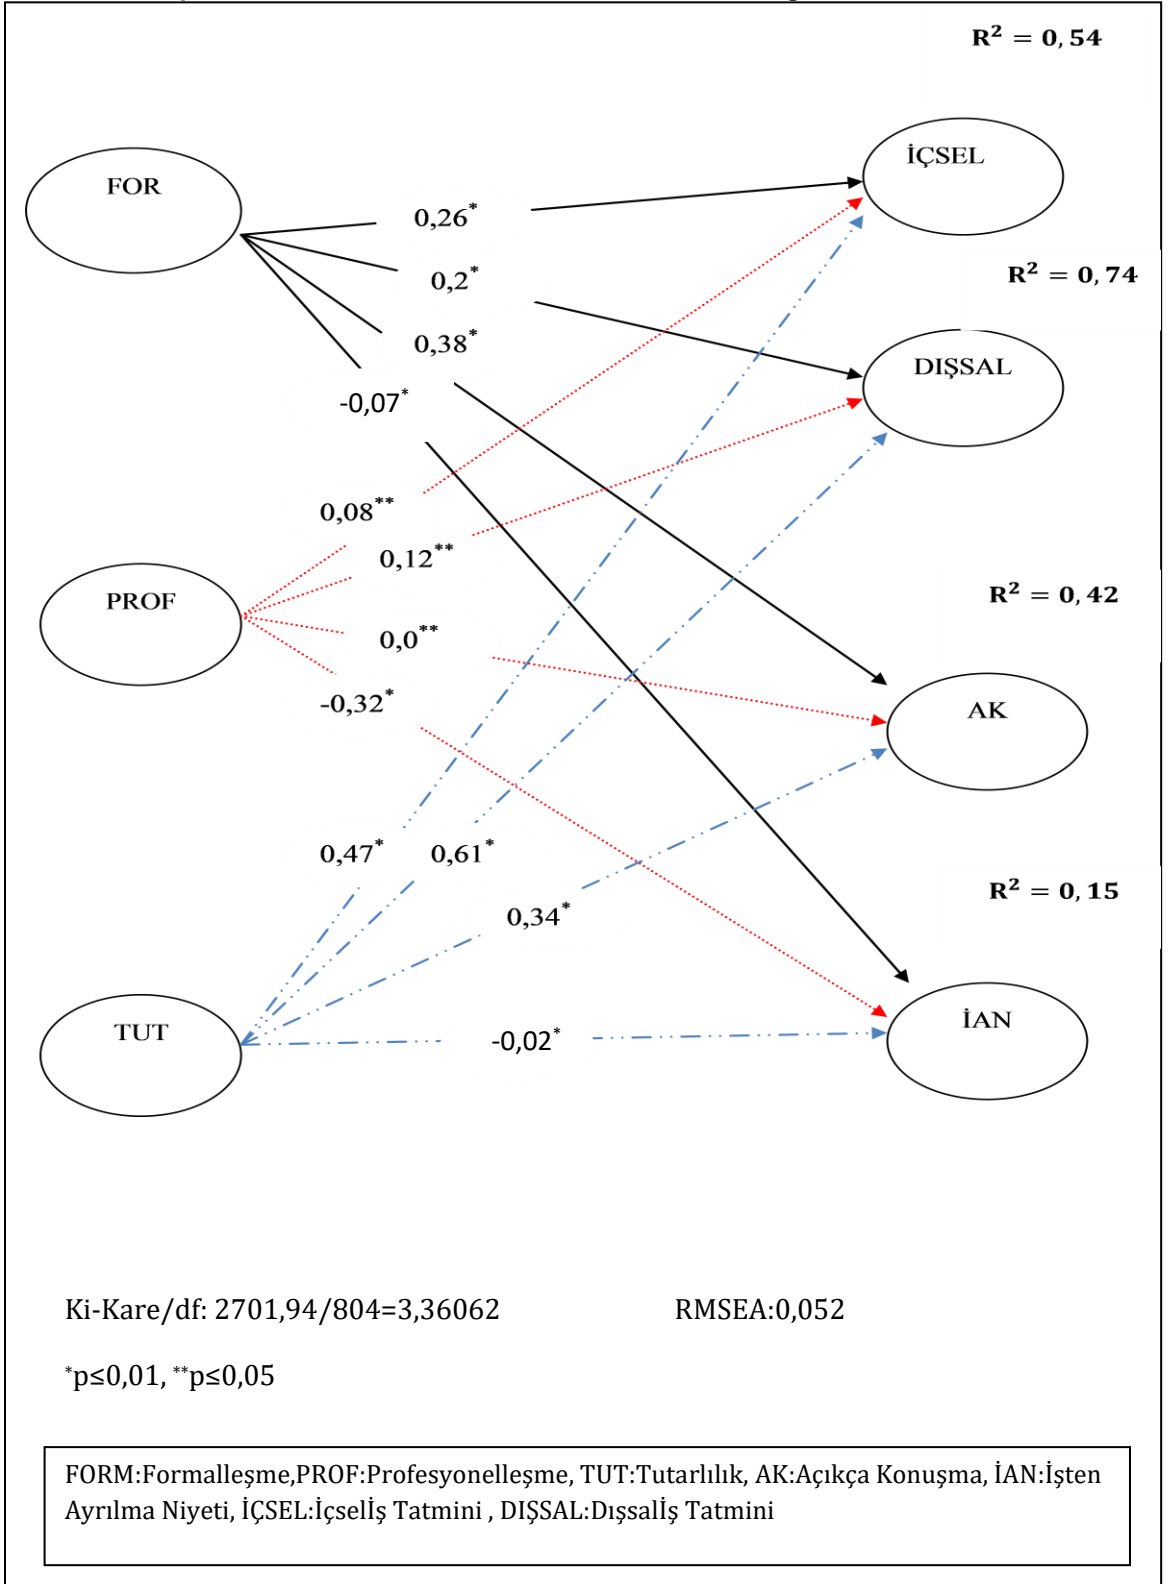 R² = 0, 54
İÇSEL
FOR
0,26*
R² = 0, 74
0,2*
0,38*
DIŞSAL
-0,07*
0,08**
0,12**
R² = 0, 42
PROF
0,0**
-0,32*
AK
0,47* 0,61*
R² = 0, 15
0,34*
İAN
TUT
-0,02*
Ki-Kare/df: 2701,94/804=3,36062 RMSEA:0,052
*p≤0,01, **p≤0,05
FORM:Formalleşme,PROF:Profesyonelleşme, TUT:Tutarlılık, AK:Açıkça Konuşma, İAN:İşten
Ayrılma Niyeti, İÇSEL:İçselİş Tatmini , DIŞSAL:Dışsalİş Tatmini